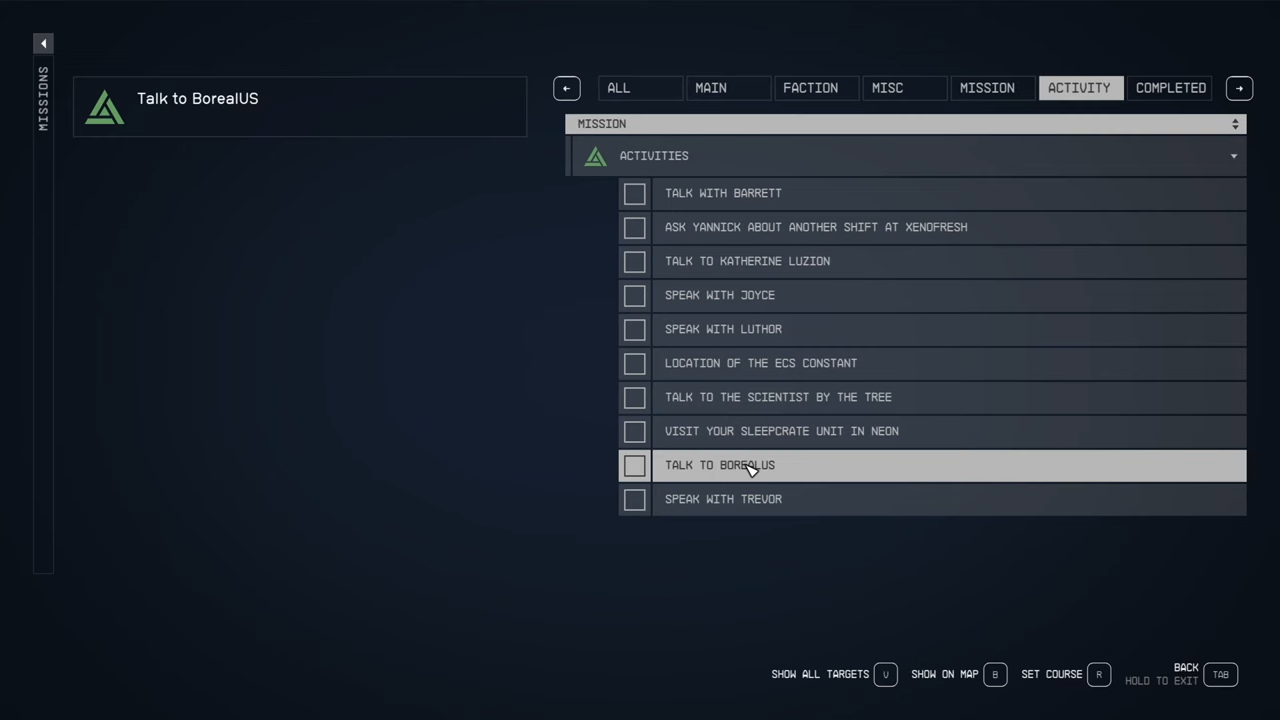 MISSIONS
Talk to BorealUS
← ALL MAIN FACTION MISC MISSION ACTIVITY COMPLETED →
MISSION
ACTIVITIES
TALK WITH BARRETT
ASK YANNICK ABOUT ANOTHER SHIFT AT XENOFRESH
TALK TO KATHERINE LUZION
SPEAK WITH JOYCE
SPEAK WITH LUTHOR
LOCATION OF THE ECS CONSTANT
TALK TO THE SCIENTIST BY THE TREE
VISIT YOUR SLEEPCRATE UNIT IN NEON
TALK TO BOREALUS
SPEAK WITH TREVOR
SHOW ALL TARGETS V SHOW ON MAP B SET COURSE R BACK TAB
HOLD TO EXIT